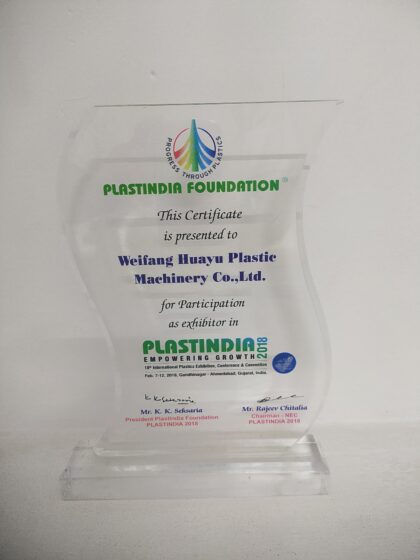 PROGRESS THROUGH PLASTICS
PLASTINDIA FOUNDATION®
This Certificate
is presented to
Weifang Huayu Plastic
Machinery Co.,Ltd.
for Participation
as exhibitor in
PLASTINDIA 2018
EMPOWERING GROWTH
10th International Plastics Exhibition, Conference & Convention
Feb. 7-12, 2018, Gandhinagar - Ahmedabad, Gujarat, India.
Mr. K. K. Seksaria
President Plastindia Foundation
PLASTINDIA 2018
Mr. Rajeev Chitalia
Chairman - NEC
PLASTINDIA 2018